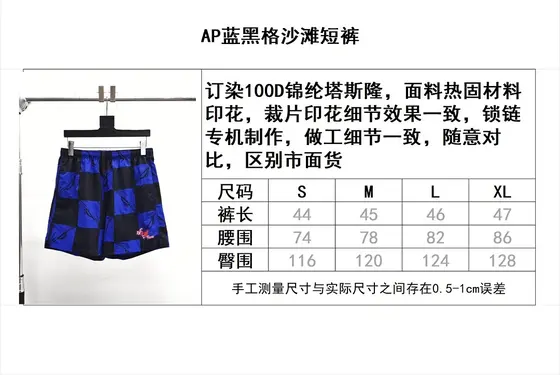 AP蓝黑格沙滩短裤
订染100D锦纶塔斯隆，面料热固材料
印花，裁片印花细节效果一致，锁链
专机制作，做工细节一致，随意对
比，区别市面货
尺码 S M L XL
裤长 44 45 46 47
腰围 74 78 82 86
臀围 116 120 124 128
手工测量尺寸与实际尺寸之间存在0.5-1cm误差